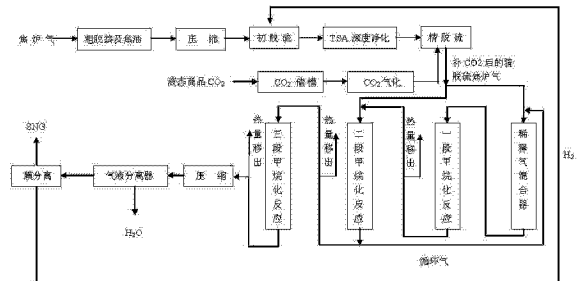 焦炉气
粗脱萘及焦油
压缩
初脱硫
TSA深度净化
精脱硫
液态商品CO2
CO2储槽
CO2气化
补CO2后的精
脱硫焦炉气
SNG
膜分离
气液分离器
压缩
H2O
热量移出
三段甲烷化反应
热量移出
二段甲烷化反应
热量移出
一段甲烷化反应
稀释气混合器
H2
循环气